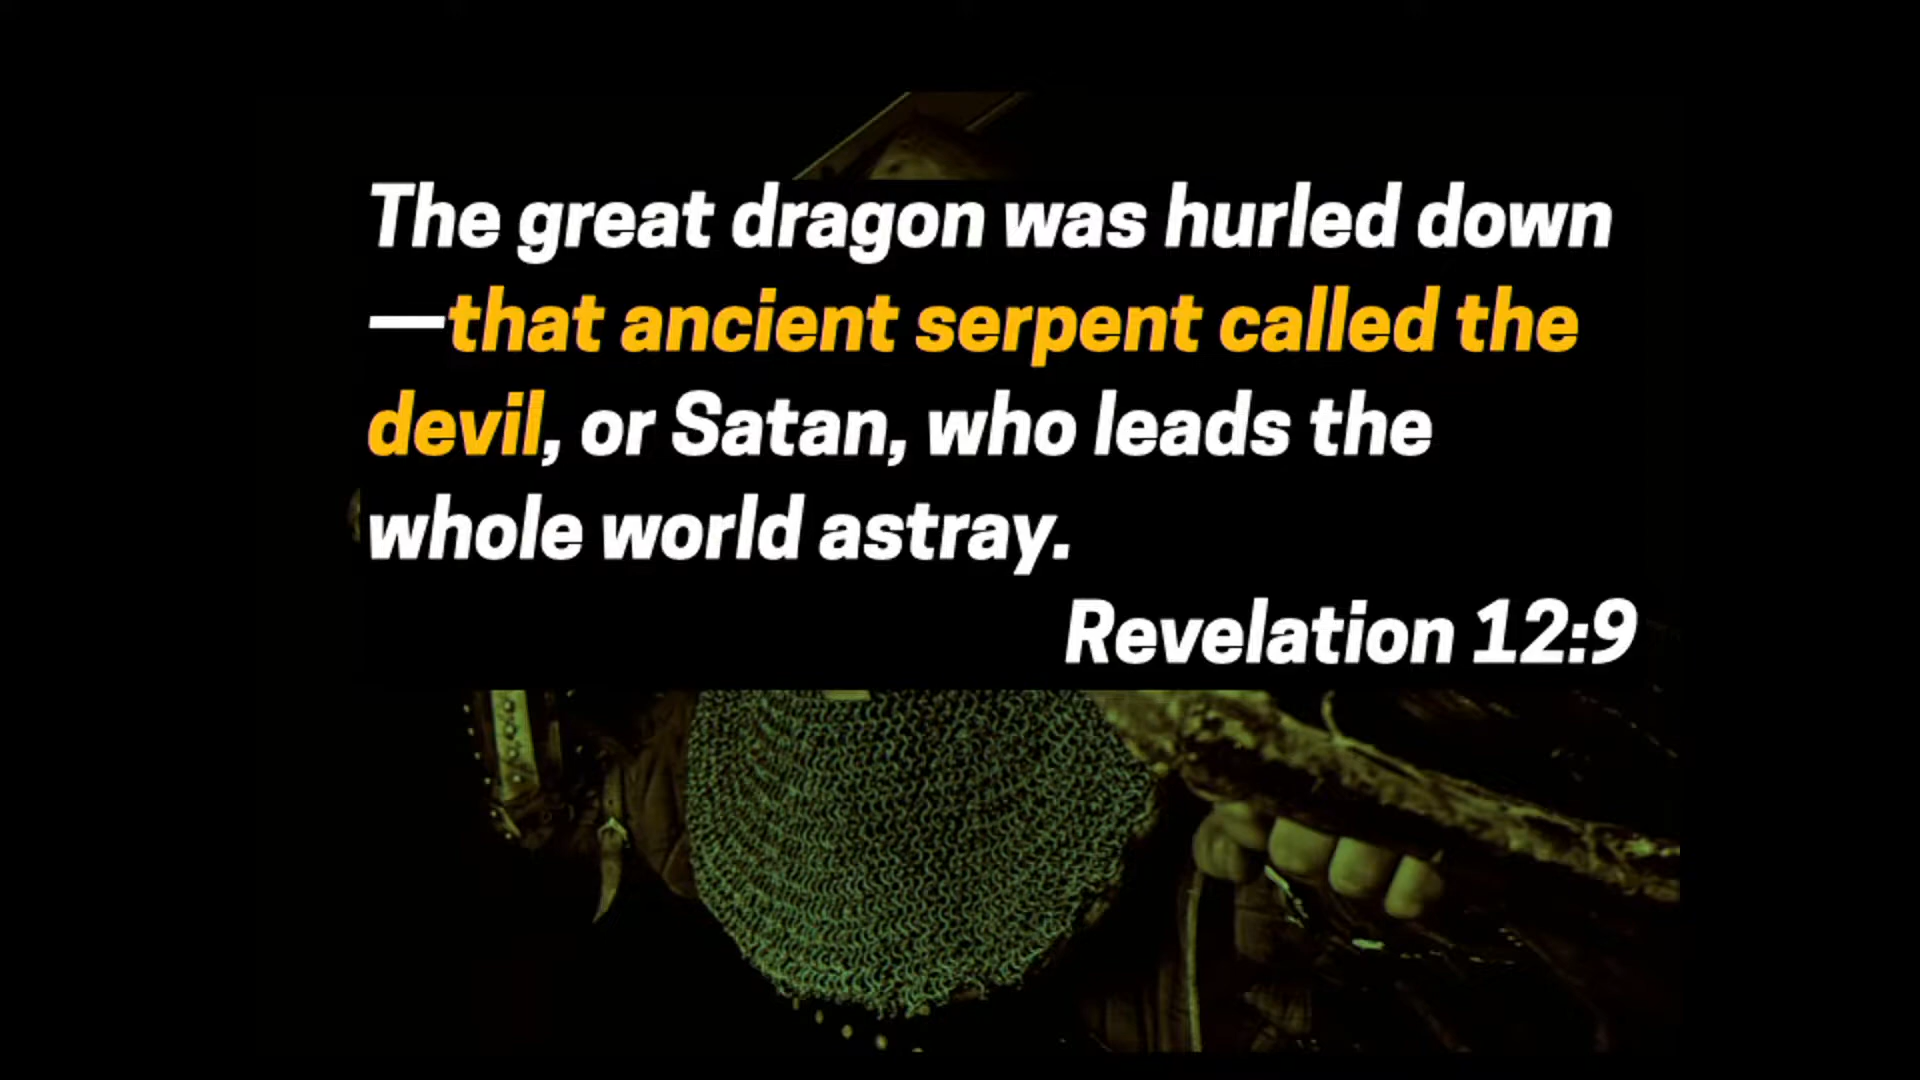 The great dragon was hurled down
—that ancient serpent called the
devil, or Satan, who leads the
whole world astray.
Revelation 12:9